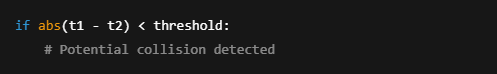 if abs(t1 - t2) < threshold:
    # Potential collision detected